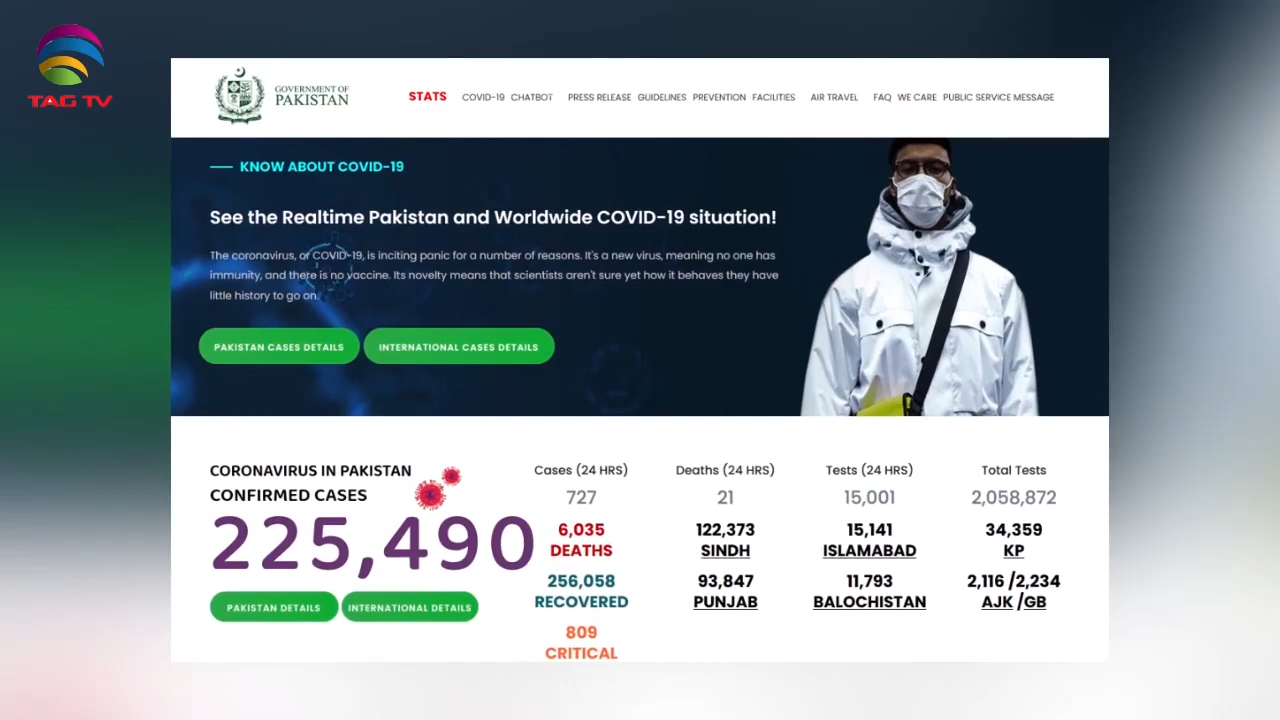 TAG TV
GOVERNMENT OF
PAKISTAN
STATS COVID-19 CHATBOT PRESS RELEASE GUIDELINES PREVENTION FACILITIES AIR TRAVEL FAQ WE CARE PUBLIC SERVICE MESSAGE
KNOW ABOUT COVID-19
See the Realtime Pakistan and Worldwide COVID-19 situation!
The coronavirus, or COVID-19, is inciting panic for a number of reasons. It's a new virus, meaning no one has
immunity, and there is no vaccine. Its novelty means that scientists aren't sure yet how it behaves they have
little history to go on.
PAKISTAN CASES DETAILS INTERNATIONAL CASES DETAILS
CORONAVIRUS IN PAKISTAN
CONFIRMED CASES
225,490
PAKISTAN DETAILS INTERNATIONAL DETAILS
Cases (24 HRS) Deaths (24 HRS) Tests (24 HRS) Total Tests
727 21 15,001 2,058,872
6,035 122,373 15,141 34,359
DEATHS SINDH ISLAMABAD KP
256,058 93,847 11,793 2,116 /2,234
RECOVERED PUNJAB BALOCHISTAN AJK /GB
809
CRITICAL